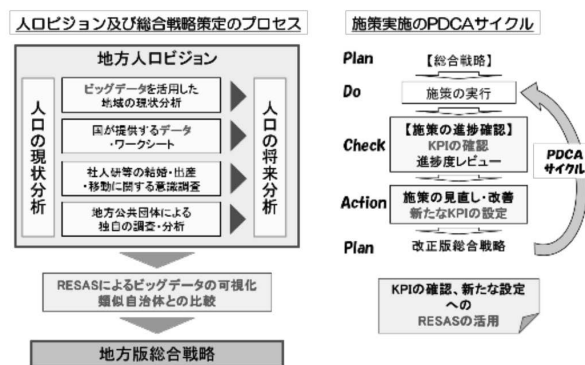 人口ビジョン及び総合戦略策定のプロセス
地方人口ビジョン
人口の現状分析
ビッグデータを活用した
地域の現状分析
国が提供するデータ
・ワークシート
社人研等の結婚・出産
・移動に関する意識調査
地方公共団体による
独自の調査・分析
人口の将来分析
RESASによるビッグデータの可視化
類似自治体との比較
地方版総合戦略
施策実施のPDCAサイクル
Plan
【総合戦略】
Do
施策の実行
Check
【施策の進捗確認】
KPIの確認
進捗度レビュー
Action
施策の見直し・改善
新たなKPIの設定
Plan
改正版総合戦略
PDCA
サイクル
KPIの確認、新たな設定
への
RESASの活用